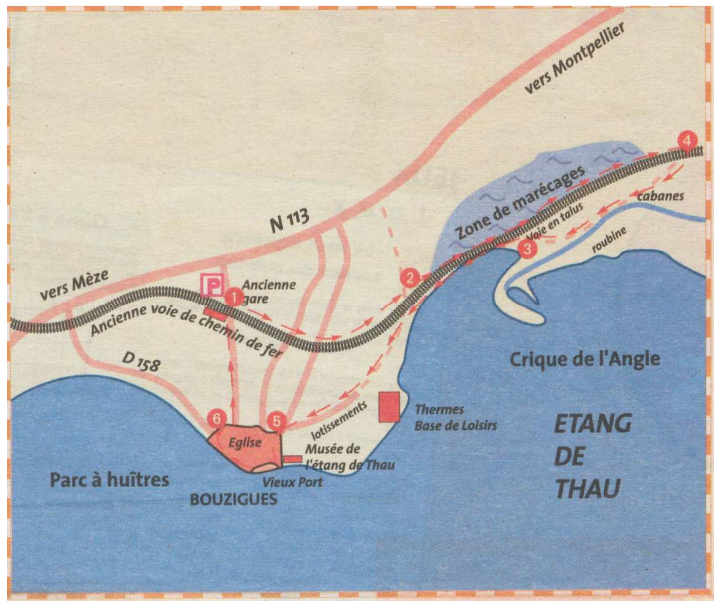 vers Montpellier
4
Zone de marécages
cabanes
Voie en talus
N 113
3
roubine
vers Mèze
P
1
Ancienne
gare
2
Ancienne voie de chemin de fer
Crique de l'Angle
D 158
Thermes
Base de Loisirs
lotissements
6
5
Eglise
ETANG
DE
THAU
Musée de
l'étang de Thau
Parc à huîtres
Vieux Port
BOUZIGUES